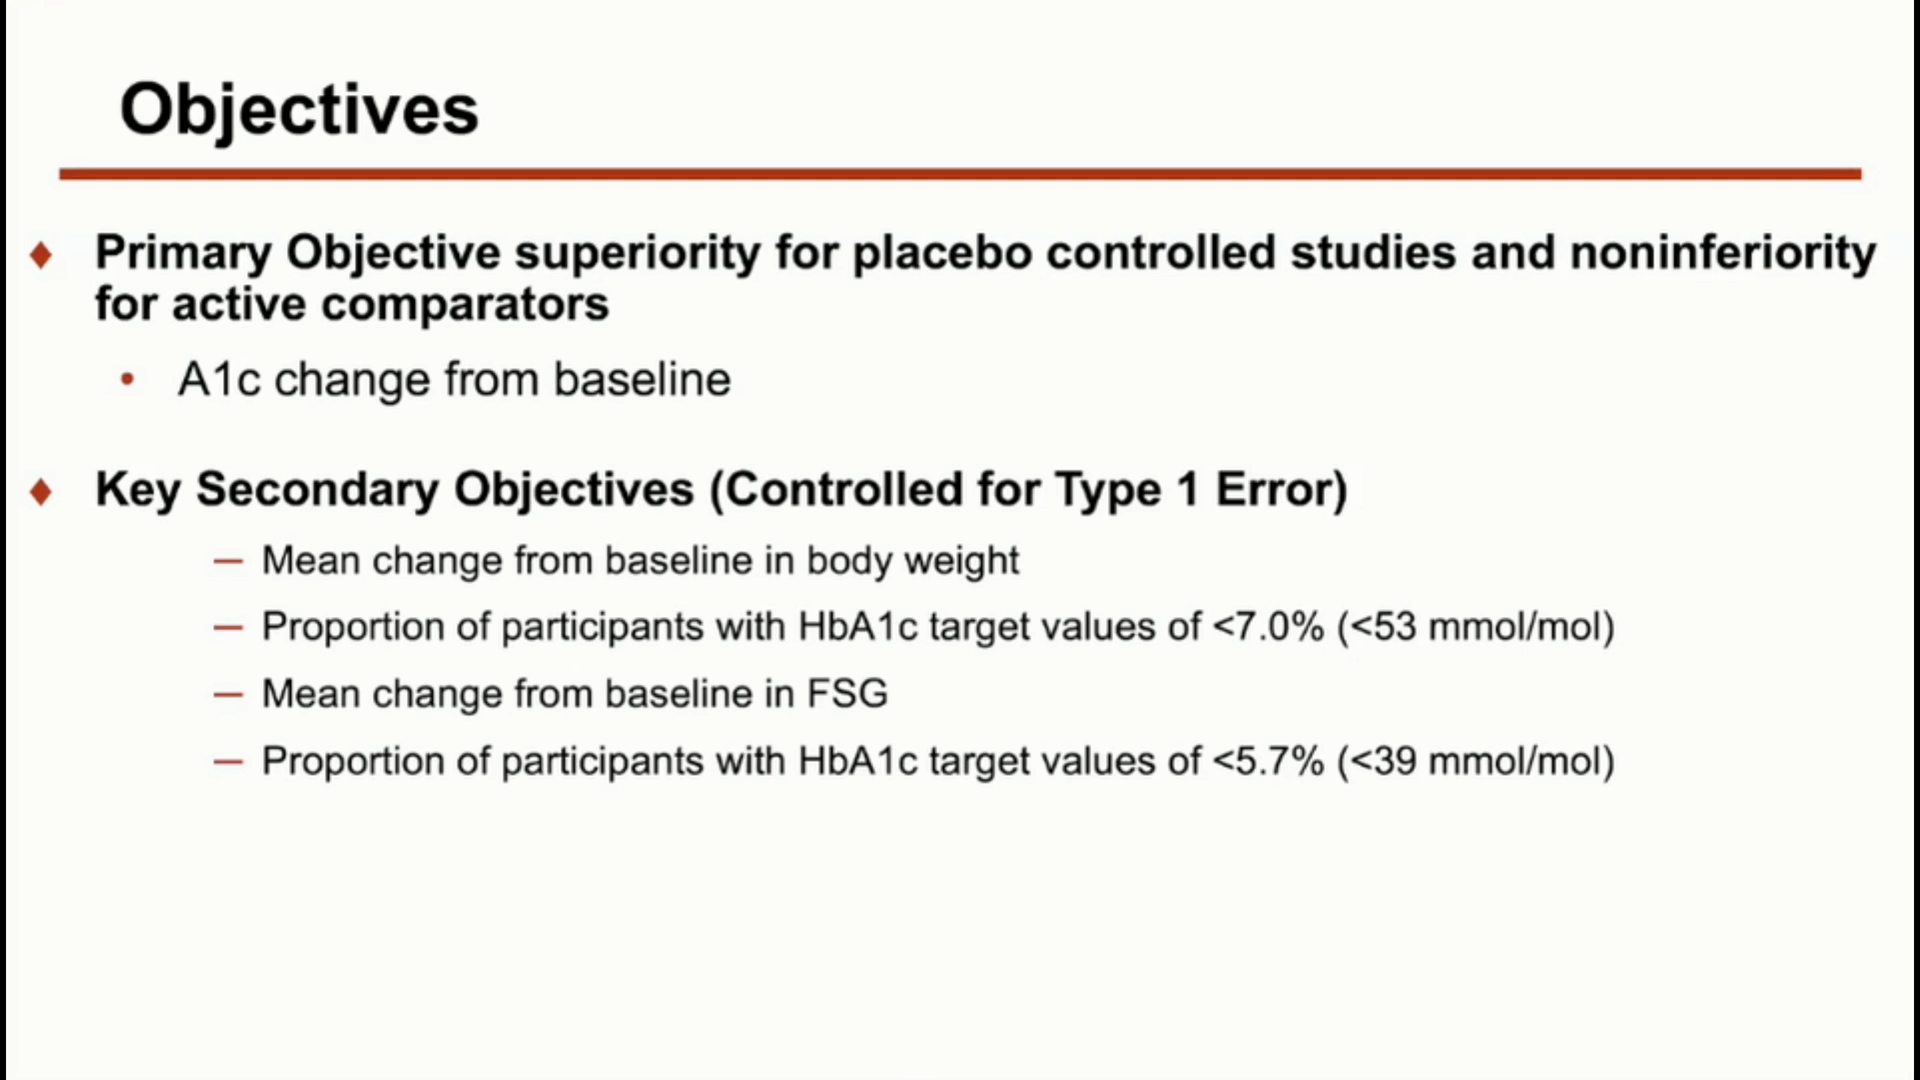 Objectives
♦ Primary Objective superiority for placebo controlled studies and noninferiority
for active comparators
• A1c change from baseline
♦ Key Secondary Objectives (Controlled for Type 1 Error)
– Mean change from baseline in body weight
– Proportion of participants with HbA1c target values of <7.0% (<53 mmol/mol)
– Mean change from baseline in FSG
– Proportion of participants with HbA1c target values of <5.7% (<39 mmol/mol)